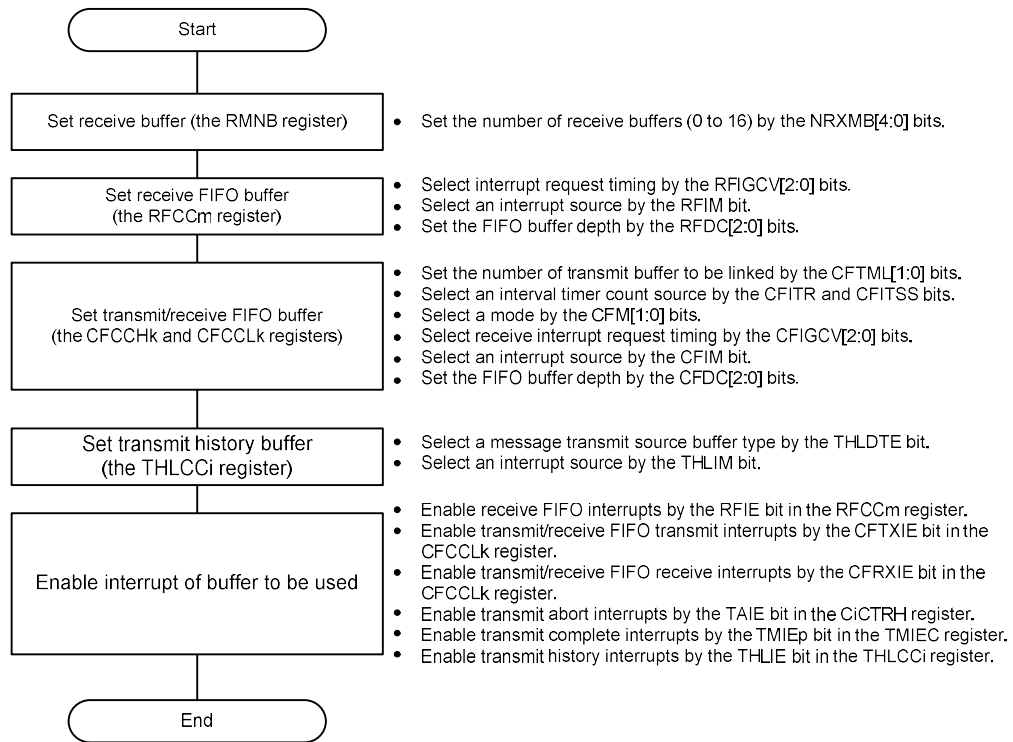 Start
Set receive buffer (the RMNB register)
• Set the number of receive buffers (0 to 16) by the NRXMB[4:0] bits.
Set receive FIFO buffer
(the RFCCm register)
• Select interrupt request timing by the RFIGCV[2:0] bits.
• Select an interrupt source by the RFIM bit.
• Set the FIFO buffer depth by the RFDC[2:0] bits.
Set transmit/receive FIFO buffer
(the CFCCHk and CFCCLk registers)
• Set the number of transmit buffer to be linked by the CFTML[1:0] bits.
• Select an interval timer count source by the CFITR and CFITSS bits.
• Select a mode by the CFM[1:0] bits.
• Select receive interrupt request timing by the CFIGCV[2:0] bits.
• Select an interrupt source by the CFIM bit.
• Set the FIFO buffer depth by the CFDC[2:0] bits.
Set transmit history buffer
(the THLCCi register)
• Select a message transmit source buffer type by the THLDTE bit.
• Select an interrupt source by the THLIM bit.
Enable interrupt of buffer to be used
• Enable receive FIFO interrupts by the RFIE bit in the RFCCm register.
• Enable transmit/receive FIFO transmit interrupts by the CFTXIE bit in the
CFCCLk register.
• Enable transmit/receive FIFO receive interrupts by the CFRXIE bit in the
CFCCLk register.
• Enable transmit abort interrupts by the TAIE bit in the CiCTRH register.
• Enable transmit complete interrupts by the TMIEp bit in the TMIEC register.
• Enable transmit history interrupts by the THLIE bit in the THLCCi register.
End